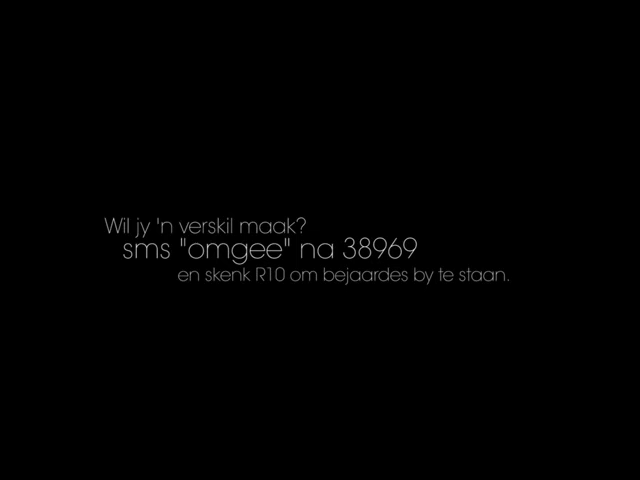 Wil jy 'n verskil maak?
sms "omgee" na 38969
en skenk R10 om bejaardes by te staan.